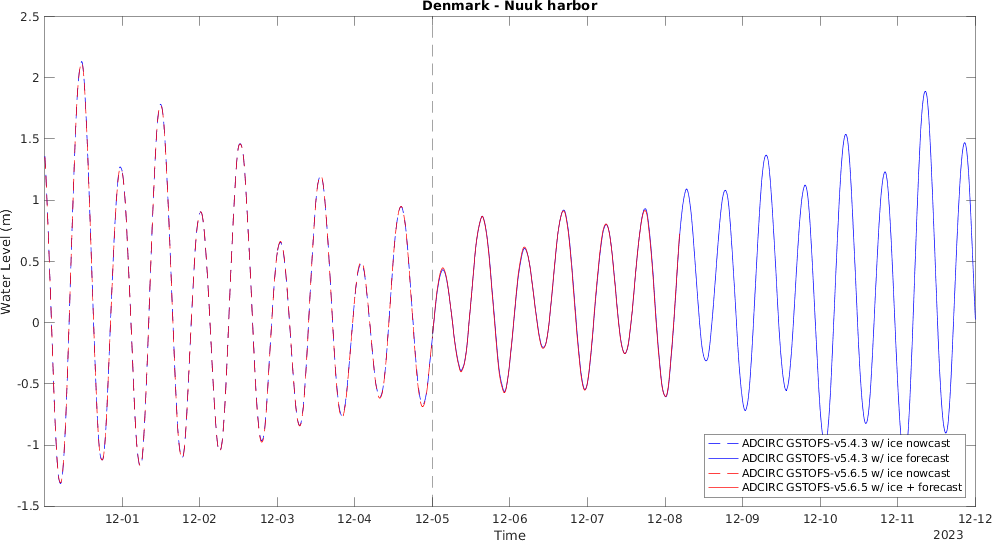 Denmark - Nuuk harbor
2.5
2
1.5
1
0.5
0
-0.5
-1
-1.5
Water Level (m)
12-01 12-02 12-03 12-04 12-05 12-06 12-07 12-08 12-09 12-10 12-11 12-12
Time
2023
ADCIRC GSTOFS-v5.4.3 w/ ice nowcast
ADCIRC GSTOFS-v5.4.3 w/ ice forecast
ADCIRC GSTOFS-v5.6.5 w/ ice nowcast
ADCIRC GSTOFS-v5.6.5 w/ ice + forecast